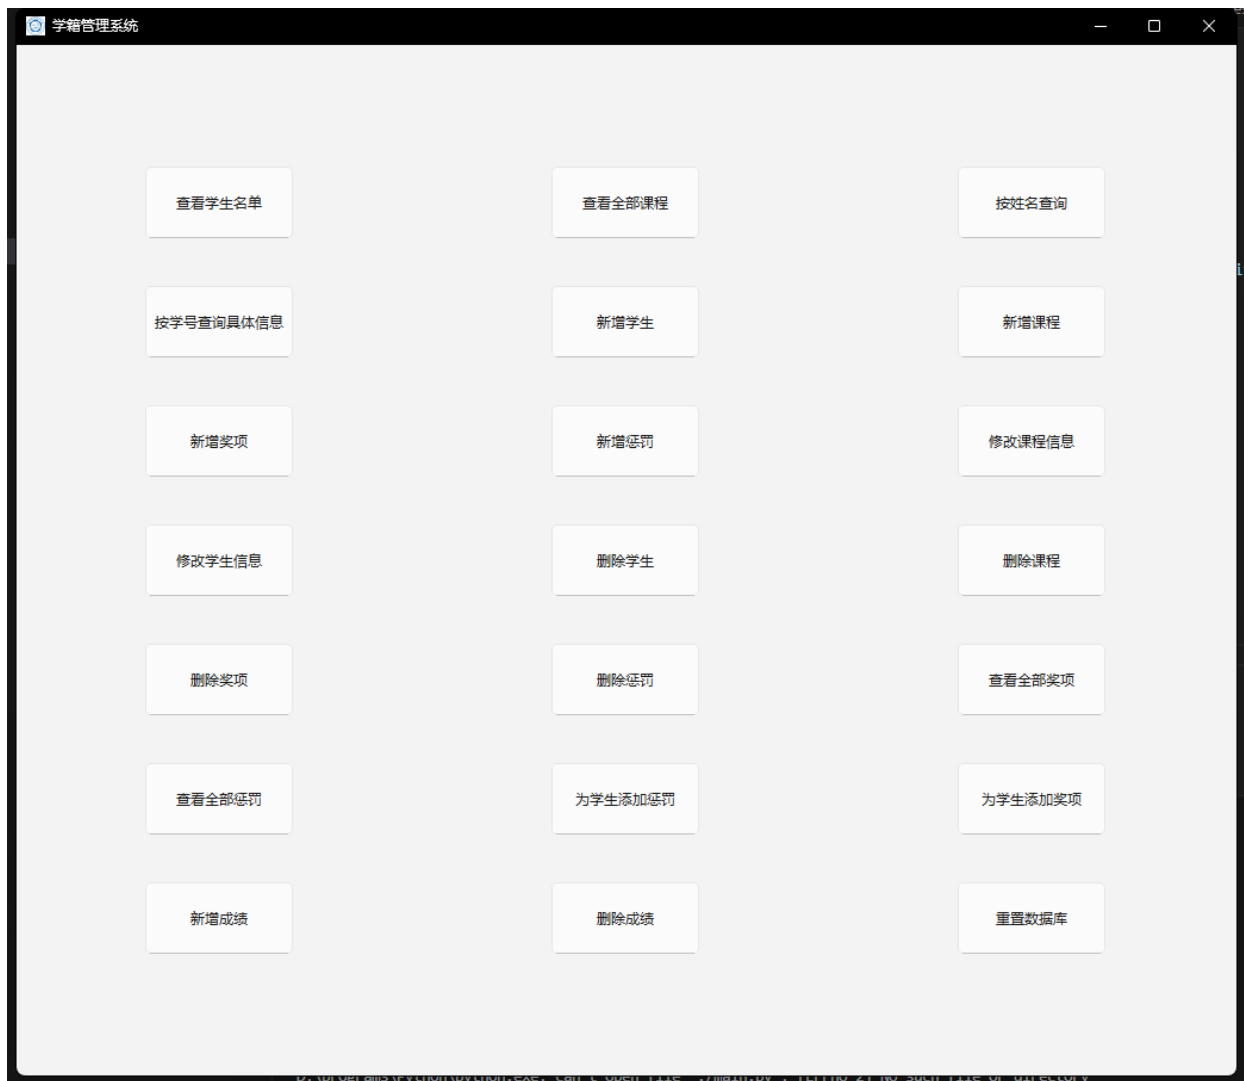 学籍管理系统
查看学生名单
查看全部课程
按姓名查询
按学号查询具体信息
新增学生
新增课程
新增奖项
新增惩罚
修改课程信息
修改学生信息
删除学生
删除课程
删除奖项
删除惩罚
查看全部奖项
查看全部惩罚
为学生添加惩罚
为学生添加奖项
新增成绩
删除成绩
重置数据库